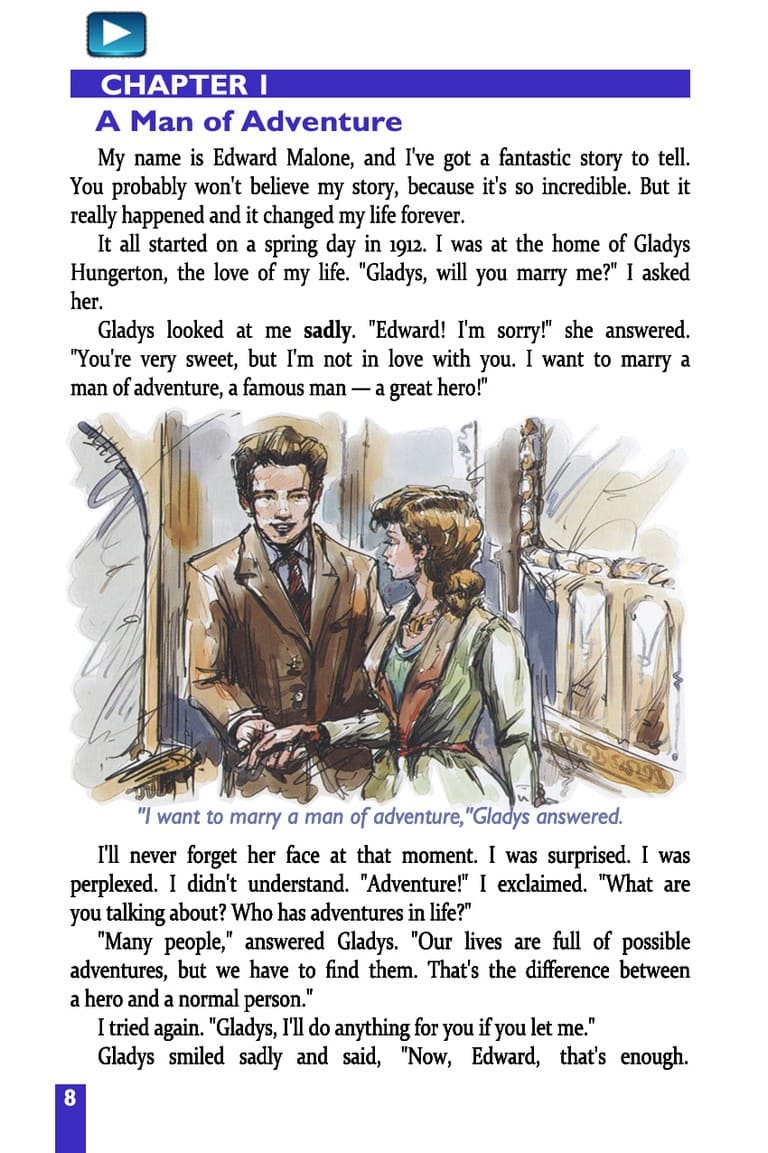 CHAPTER I
A Man of Adventure
My name is Edward Malone, and I've got a fantastic story to tell.
You probably won't believe my story, because it's so incredible. But it
really happened and it changed my life forever.
It all started on a spring day in 1912. I was at the home of Gladys
Hungerton, the love of my life. "Gladys, will you marry me?" I asked
her.
Gladys looked at me sadly. "Edward! I'm sorry!" she answered.
"You're very sweet, but I'm not in love with you. I want to marry a
man of adventure, a famous man — a great hero!"
"I want to marry a man of adventure,"Gladys answered.
I'll never forget her face at that moment. I was surprised. I was
perplexed. I didn't understand. "Adventure!" I exclaimed. "What are
you talking about? Who has adventures in life?"
"Many people," answered Gladys. "Our lives are full of possible
adventures, but we have to find them. That's the difference between
a hero and a normal person."
I tried again. "Gladys, I'll do anything for you if you let me."
Gladys smiled sadly and said, "Now, Edward, that's enough.
8